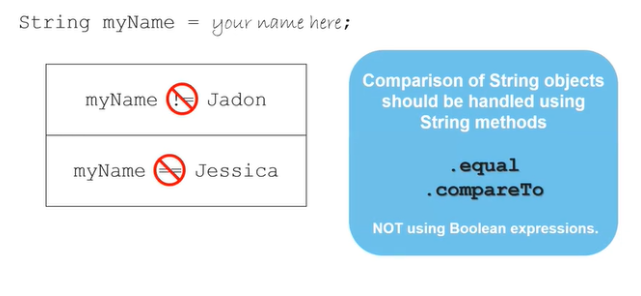 String myName = your name here;
myName != Jadon
myName == Jessica
Comparison of String objects
should be handled using
String methods
.equal
.compareTo
NOT using Boolean expressions.